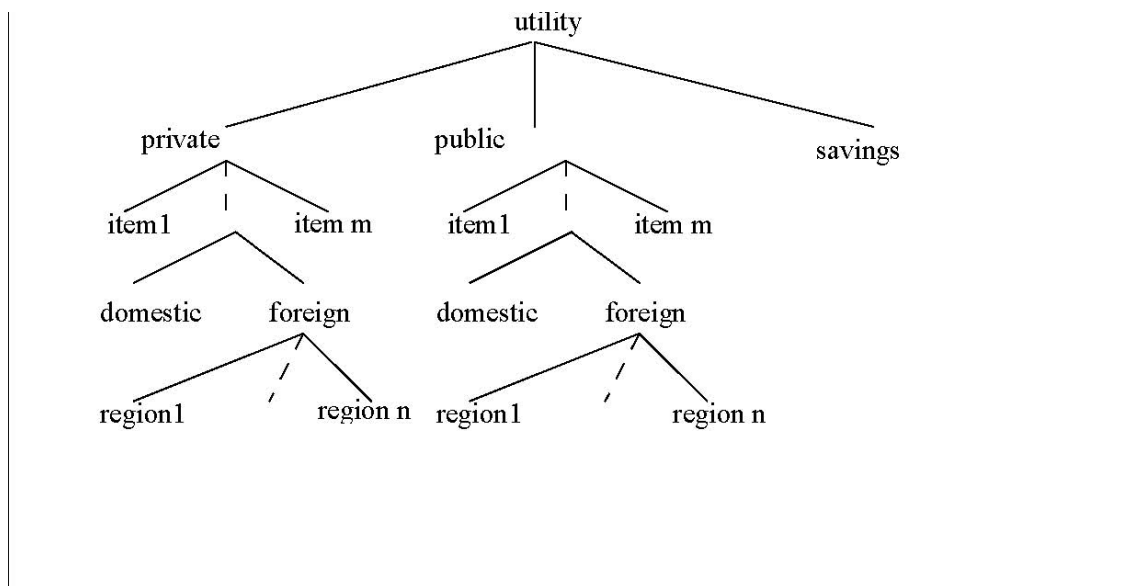 utility
private public savings
item1 item m item1 item m
domestic foreign domestic foreign
region1 region n region1 region n